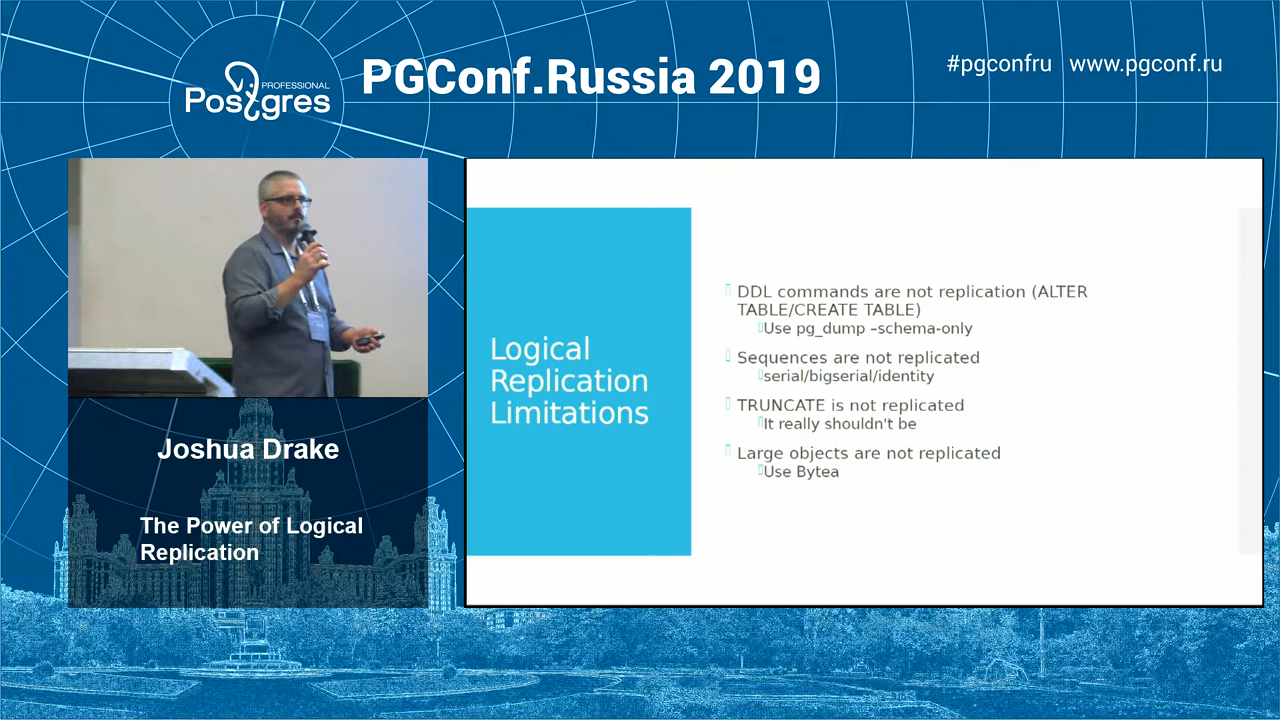 PROFESSIONAL
Postgres
PGConf.Russia 2019
#pgconfru www.pgconf.ru
Joshua Drake
The Power of Logical
Replication
Logical
Replication
Limitations
DDL commands are not replication (ALTER
TABLE/CREATE TABLE)
Use pg_dump –schema-only
Sequences are not replicated
serial/bigserial/identity
TRUNCATE is not replicated
It really shouldn't be
Large objects are not replicated
Use Bytea